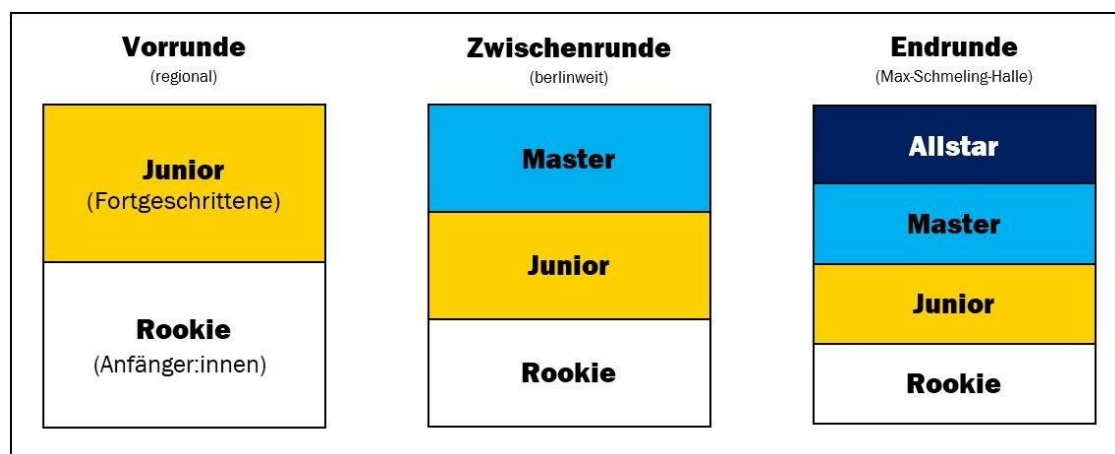 Vorrunde
(regional)
Junior
(Fortgeschrittene)
Rookie
(Anfänger:innen)
Zwischenrunde
(berlinweit)
Master
Junior
Rookie
Endrunde
(Max-Schmeling-Halle)
Allstar
Master
Junior
Rookie